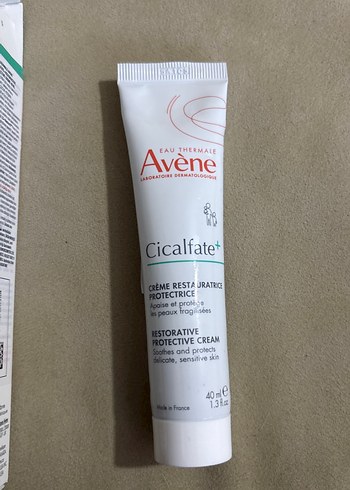 EAU THERMALE
Avène
LABORATOIRE DERMATOLOGIQUE
Cicalfate+
CRÈME RESTAURATRICE
PROTECTRICE
Apaise et protège
les peaux fragilisées
RESTORATIVE
PROTECTIVE CREAM
Soothes and protects
delicate, sensitive skin
40 ml e
1.3 fl.oz.
Made in France